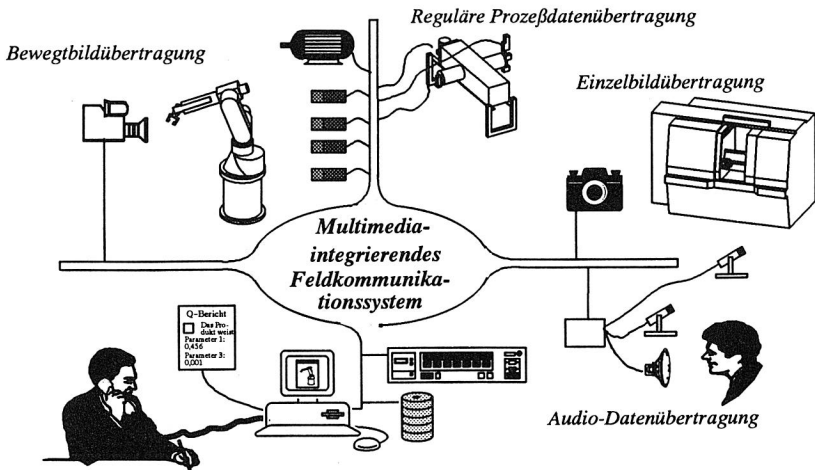 Reguläre Prozeßdatenübertragung
Bewegtbildübertragung
Einzelbildübertragung
Multimedia-
integrierendes
Feldkommunika-
tionssystem
Q-Bericht
Das Pro-
dukt weist
Parameter 1:
0,456
Parameter 3:
0,001
Audio-Datenübertragung